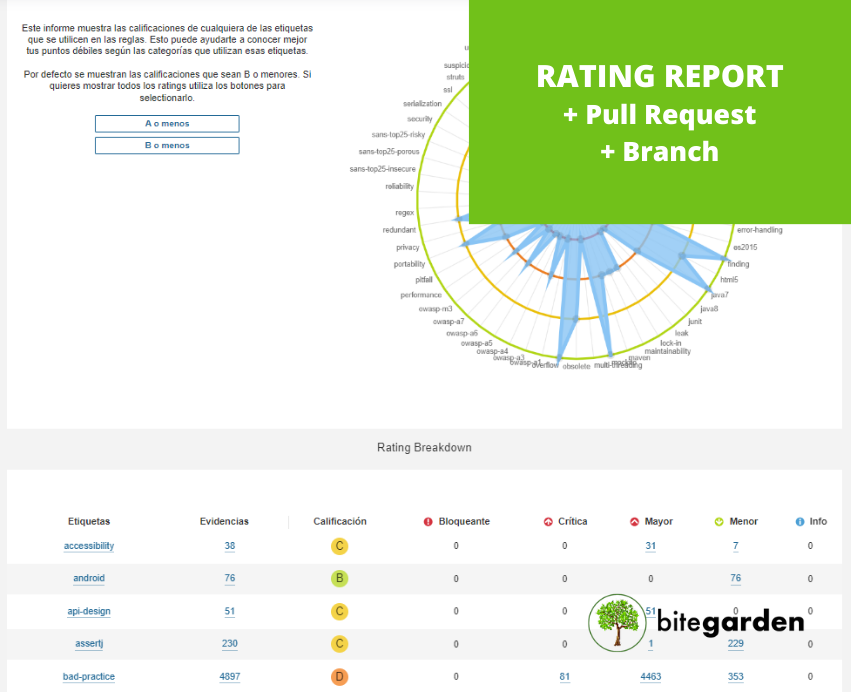 Este informe muestra las calificaciones de cualquiera de las etiquetas
que se utilicen en las reglas. Esto puede ayudarte a conocer mejor
tus puntos débiles según las categorías que utilizan esas etiquetas.
Por defecto se muestran las calificaciones que sean B o menores. Si
quieres mostrar todos los ratings utiliza los botones para
seleccionarlo.
A o menos
B o menos
RATING REPORT
+ Pull Request
+ Branch
struts
ssl
serialization
security
sans-top25-risky
sans-top25-porous
sans-top25-insecure
reliability
regex
redundant
privacy
portability
pitfall
performance
owasp-m3
owasp-a7
owasp-a6
owasp-a5
owasp-a4
owasp-a3
owasp-a1
overflow
obsolete
multi-threading
mockito
maven
maintainability
lock-in
leak
junit
java8
java7
html5
finding
es2015
error-handling
Rating Breakdown
Etiquetas Evidencias Calificación Bloqueante Crítica Mayor Menor Info
accessibility 38 C 0 0 31 7 0
android 76 B 0 0 0 76 0
api-design 51 C 0 0 51 0 0
assertj 230 C 0 0 1 229 0
bad-practice 4897 D 0 81 4463 353 0
bitegarden